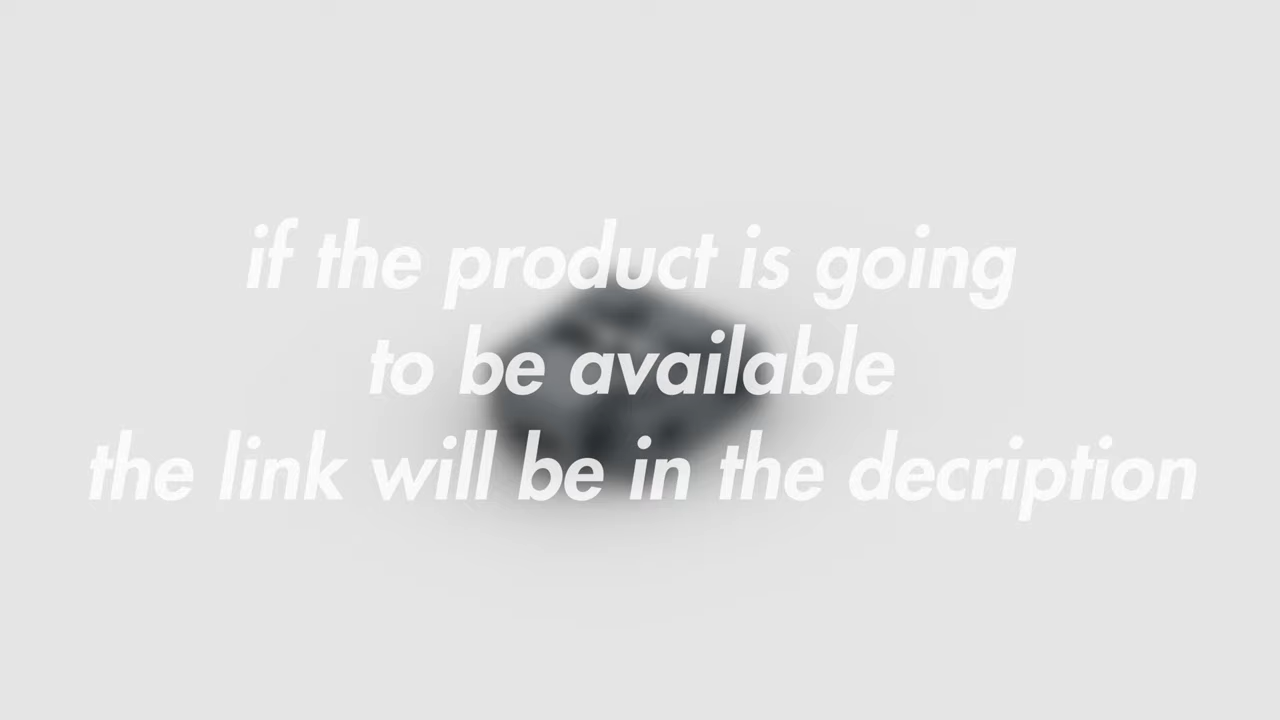 if the product is going
to be available
the link will be in the decription